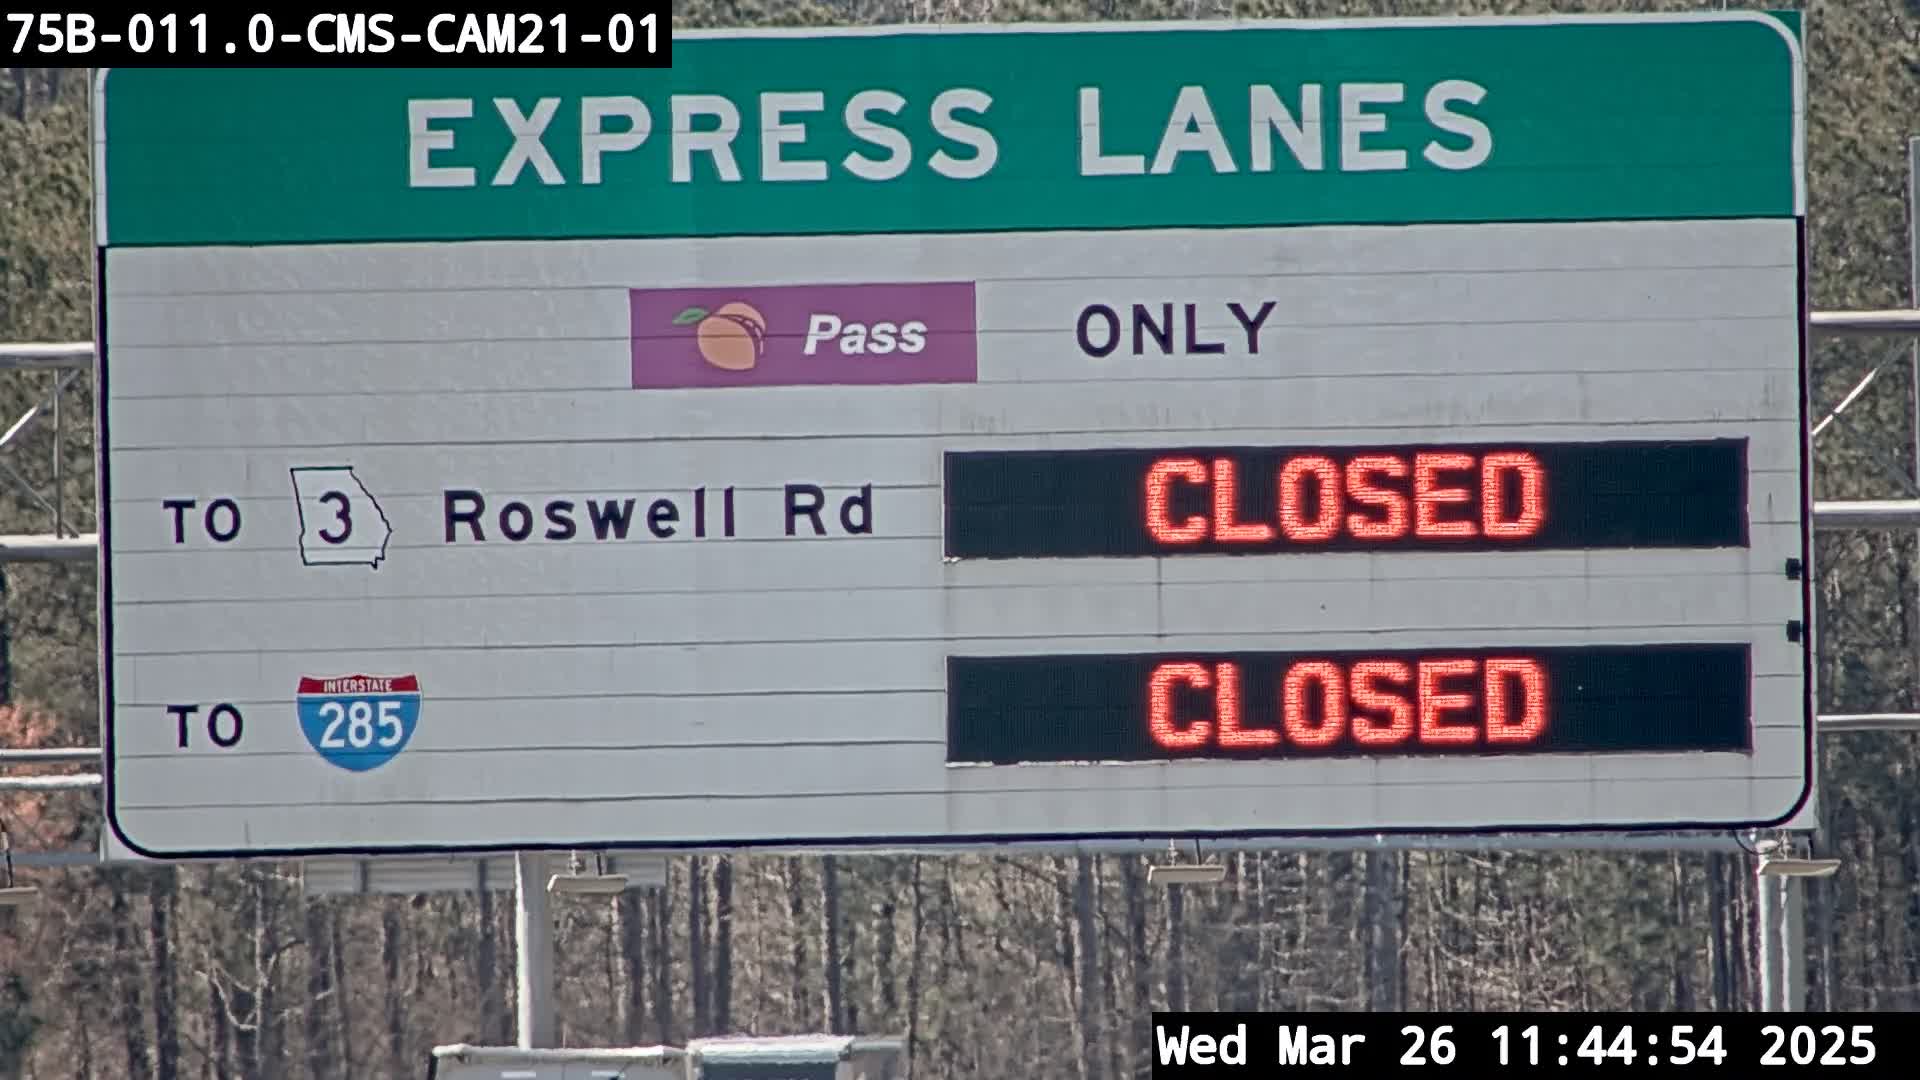 75B-011.0-CMS-CAM21-01
EXPRESS LANES
Pass ONLY
TO 3 Roswell Rd CLOSED
INTERSTATE
TO 285 CLOSED
Wed Mar 26 11:44:54 2025